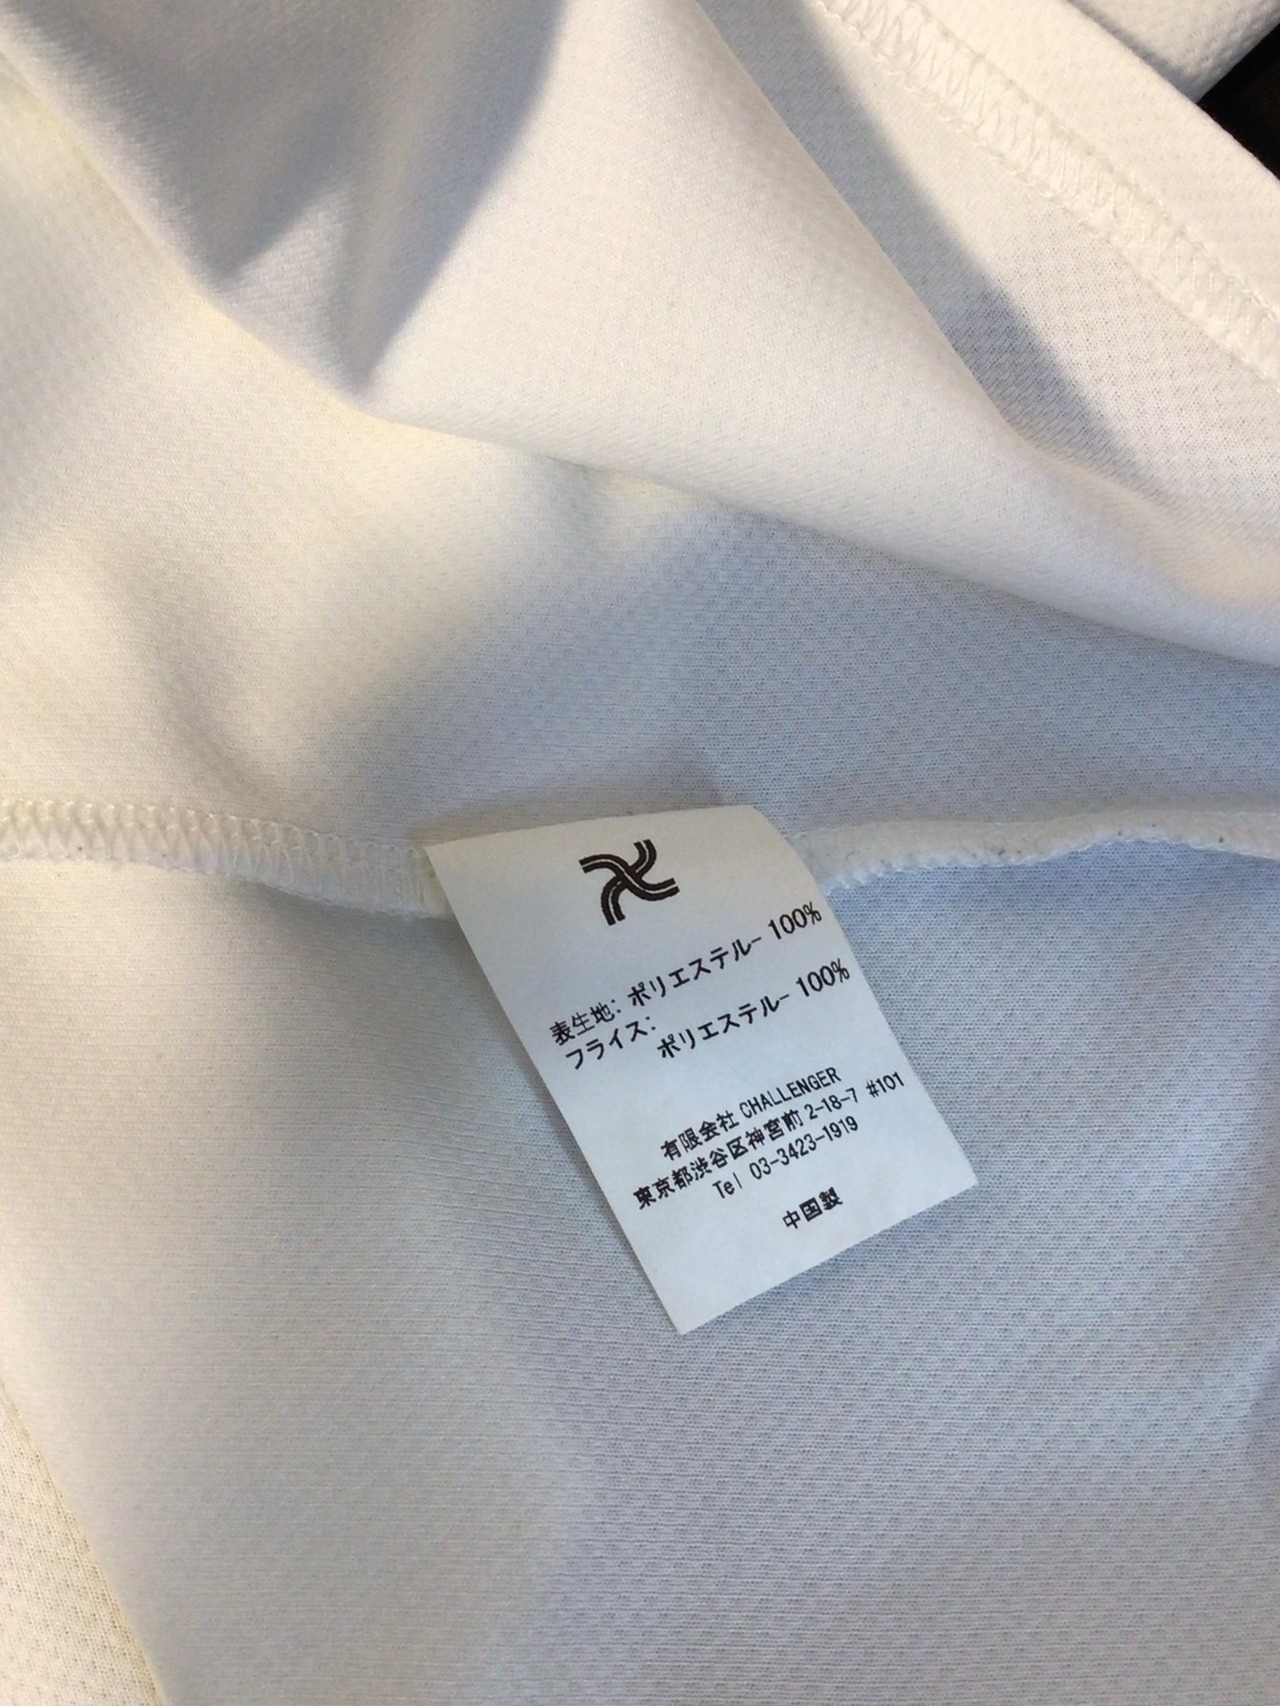 表生地: ポリエステル- 100%
フライス:
ポリエステル- 100%
有限会社 CHALLENGER
東京都渋谷区神宮前 2-18-7 #101
Tel 03-3423-1919
中国製